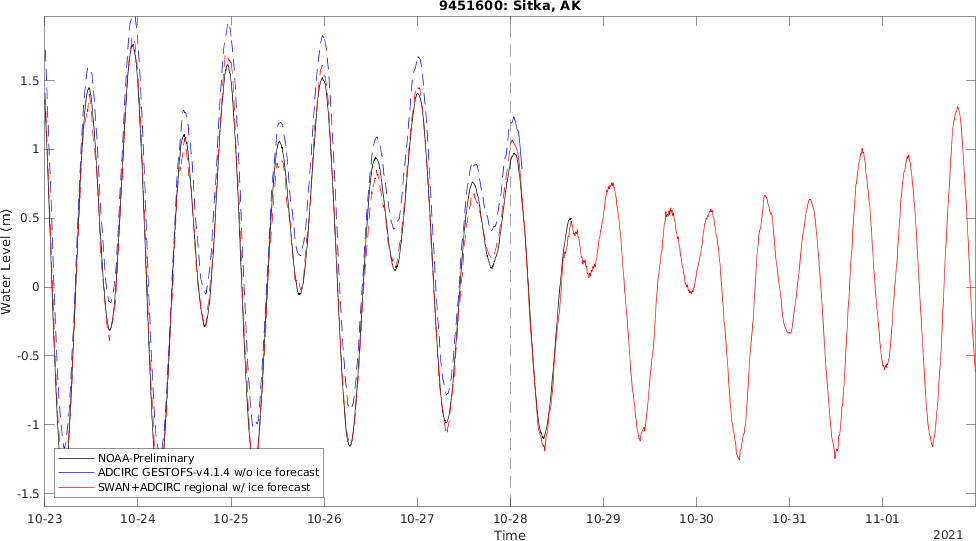 9451600: Sitka, AK
Water Level (m)
1.5
1
0.5
0
-0.5
-1
-1.5
NOAA-Preliminary
ADCIRC GESTOFS-v4.1.4 w/o ice forecast
SWAN+ADCIRC regional w/ ice forecast
10-23 10-24 10-25 10-26 10-27 10-28 10-29 10-30 10-31 11-01
Time
2021